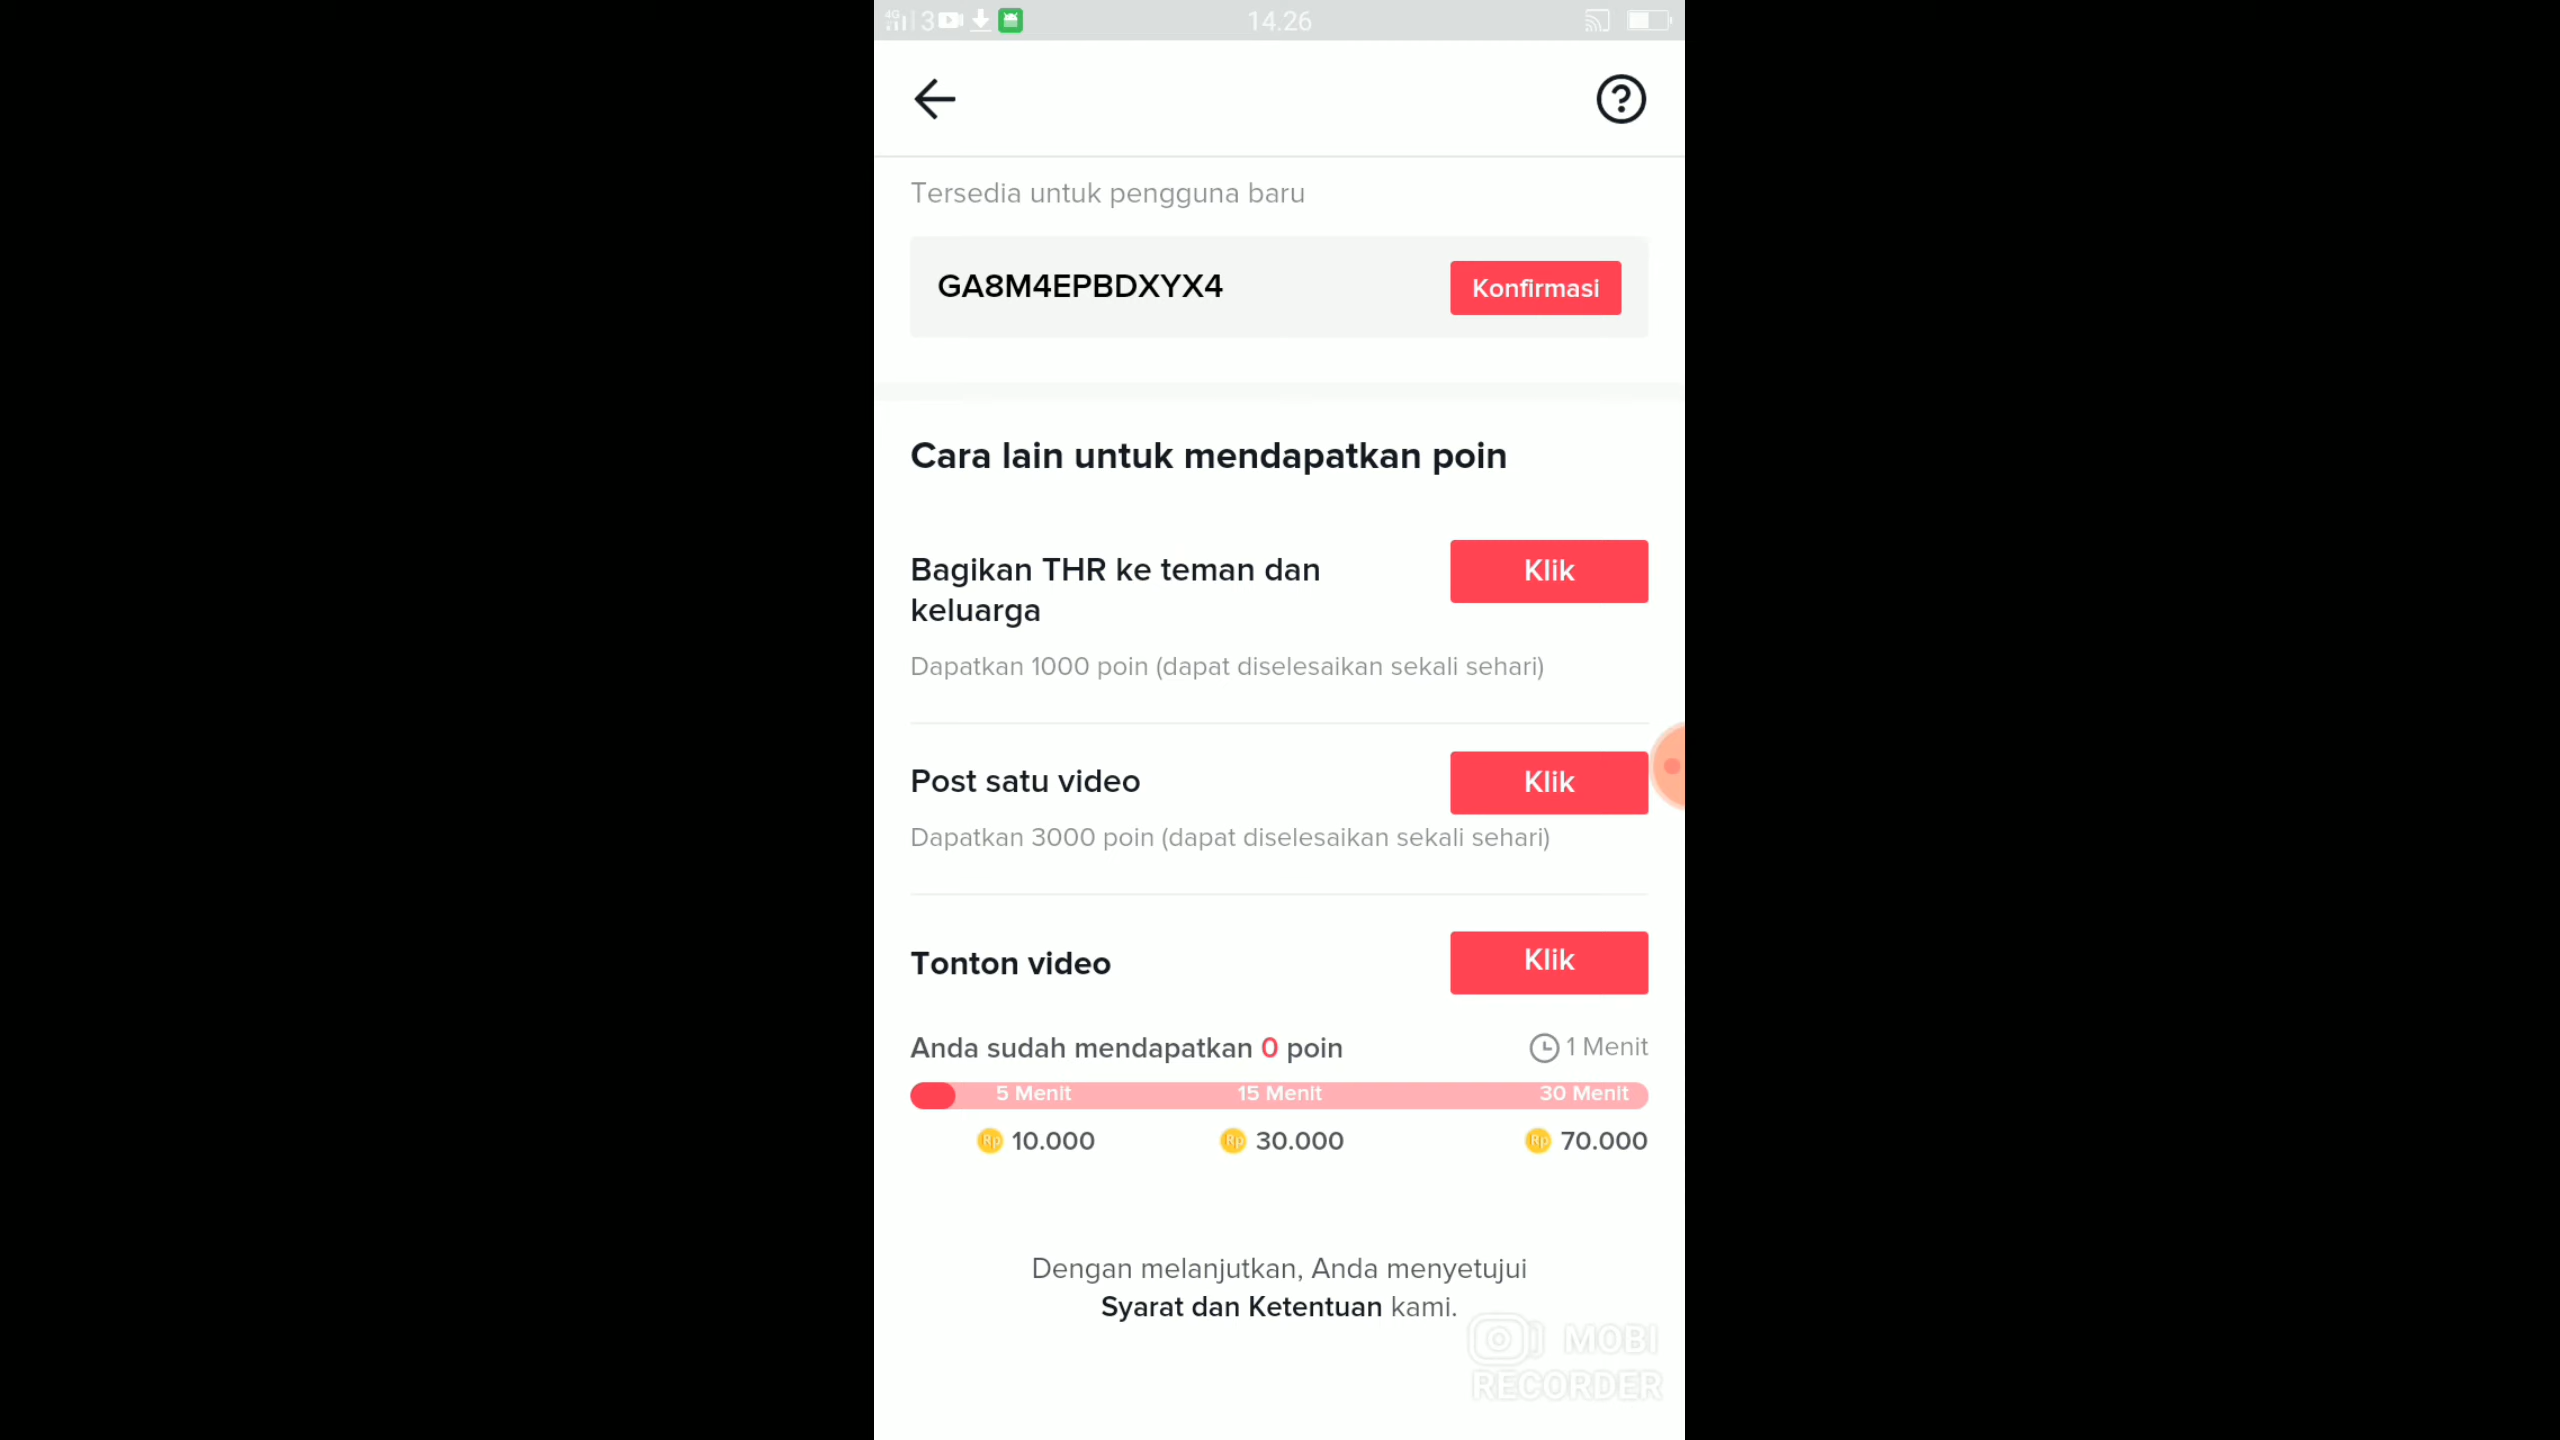 4G 3 14.26
Tersedia untuk pengguna baru
GA8M4EPBDXYX4 Konfirmasi
Cara lain untuk mendapatkan poin
Bagikan THR ke teman dan Klik
keluarga
Dapatkan 1000 poin (dapat diselesaikan sekali sehari)
Post satu video Klik
Dapatkan 3000 poin (dapat diselesaikan sekali sehari)
Tonton video Klik
Anda sudah mendapatkan 0 poin 1 Menit
5 Menit 15 Menit 30 Menit
Rp 10.000 Rp 30.000 Rp 70.000
Dengan melanjutkan, Anda menyetujui
Syarat dan Ketentuan kami.
MOBI
RECORDER